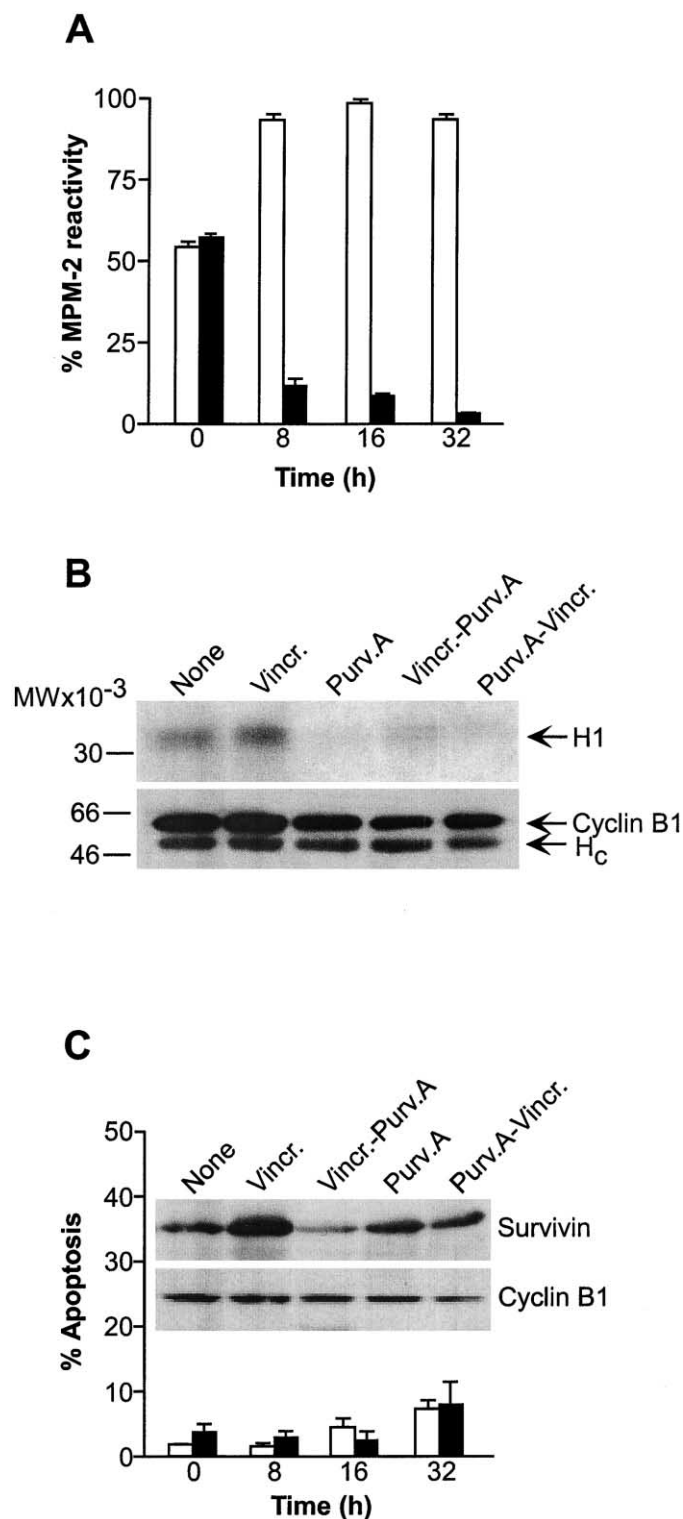 A
100
75
50
25
0
% MPM-2 reactivity
0 8 16 32
Time (h)
B
None Vincr. Purv.A Vincr.-Purv.A Purv.A-Vincr.
MWx10-3
30
H1
66
46
Cyclin B1
Hc
C
None Vincr. Vincr.-Purv.A Purv.A Purv.A-Vincr.
50
40
30
20
10
0
% Apoptosis
Survivin
Cyclin B1
0 8 16 32
Time (h)